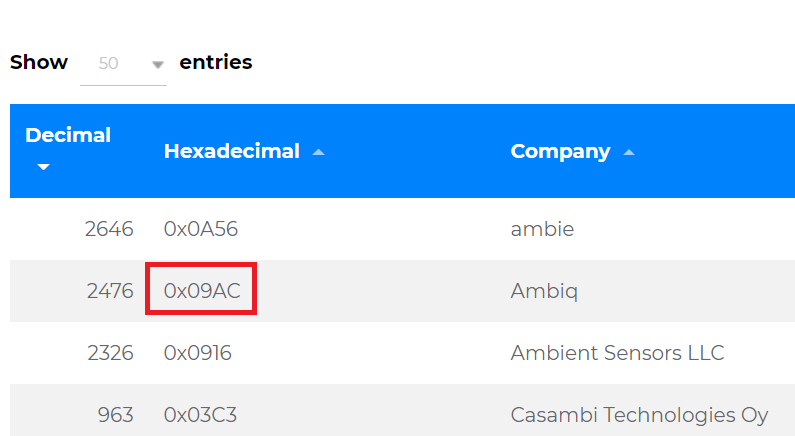 Show 50 entries
Decimal Hexadecimal Company
2646 0x0A56 ambie
2476 0x09AC Ambiq
2326 0x0916 Ambient Sensors LLC
963 0x03C3 Casambi Technologies Oy